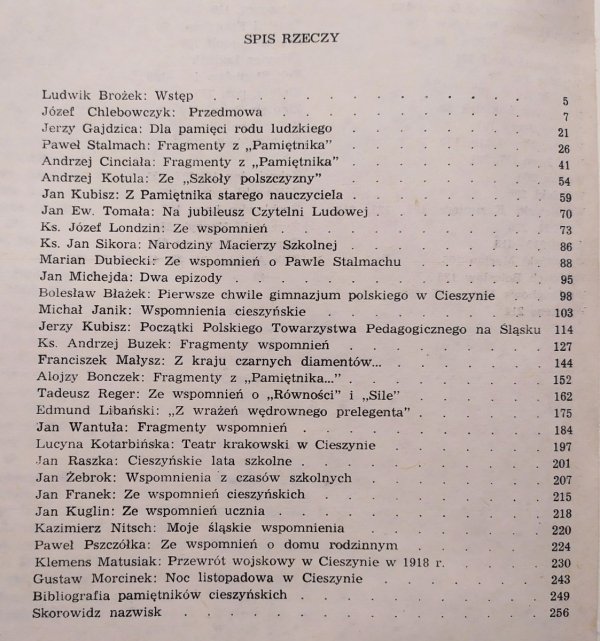 SPIS RZECZY
Ludwik Brożek: Wstęp . . . . . . . . . . . 5
Józef Chlebowczyk: Przedmowa . . . . . . . . . 7
Jerzy Gajdzica: Dla pamięci rodu ludzkiego . . . . . . . 21
Paweł Stalmach: Fragmenty z „Pamiętnika” . . . . . . . 26
Andrzej Cinciała: Fragmenty z „Pamiętnika” . . . . . . . 41
Andrzej Kotula: Ze „Szkoły polszczyzny” . . . . . . . 54
Jan Kubisz: Z Pamiętnika starego nauczyciela . . . . . . 59
Jan Ew. Tomała: Na jubileusz Czytelni Ludowej . . . . . . 70
Ks. Józef Londzin: Ze wspomnień . . . . . . . . 73
Ks. Jan Sikora: Narodziny Macierzy Szkolnej . . . . . . 86
Marian Dubiecki: Ze wspomnień o Pawle Stalmachu . . . . . 88
Jan Michejda: Dwa epizody . . . . . . . . . 95
Bolesław Błażek: Pierwsze chwile gimnazjum polskiego w Cieszynie . . 98
Michał Janik: Wspomnienia cieszyńskie . . . . . . . 103
Jerzy Kubisz: Początki Polskiego Towarzystwa Pedagogicznego na Śląsku 114
Ks. Andrzej Buzek: Fragmenty wspomnień . . . . . . . 127
Franciszek Małysz: Z kraju czarnych diamentów... . . . . . 144
Alojzy Bonczek: Fragmenty z „Pamiętnika...” . . . . . . 152
Tadeusz Reger: Ze wspomnień o „Równości” i „Sile” . . . . 162
Edmund Libański: „Z wrażeń wędrownego prelegenta” . . . . 175
Jan Wantuła: Fragmenty wspomnień . . . . . . . . 184
Lucyna Kotarbińska: Teatr krakowski w Cieszynie . . . . . 197
Jan Raszka: Cieszyńskie lata szkolne . . . . . . . 201
Jan Żebrok: Wspomnienia z czasów szkolnych . . . . . . 207
Jan Franek: Ze wspomnień cieszyńskich . . . . . . . 215
Jan Kuglin: Ze wspomnień ucznia . . . . . . . . 218
Kazimierz Nitsch: Moje śląskie wspomnienia . . . . . . 220
Paweł Pszczółka: Ze wspomnień o domu rodzinnym . . . . . 224
Klemens Matusiak: Przewrót wojskowy w Cieszynie w 1918 r. . . . 230
Gustaw Morcinek: Noc listopadowa w Cieszynie . . . . . 243
Bibliografia pamiętników cieszyńskich . . . . . . . 249
Skorowidz nazwisk . . . . . . . . . . . 256